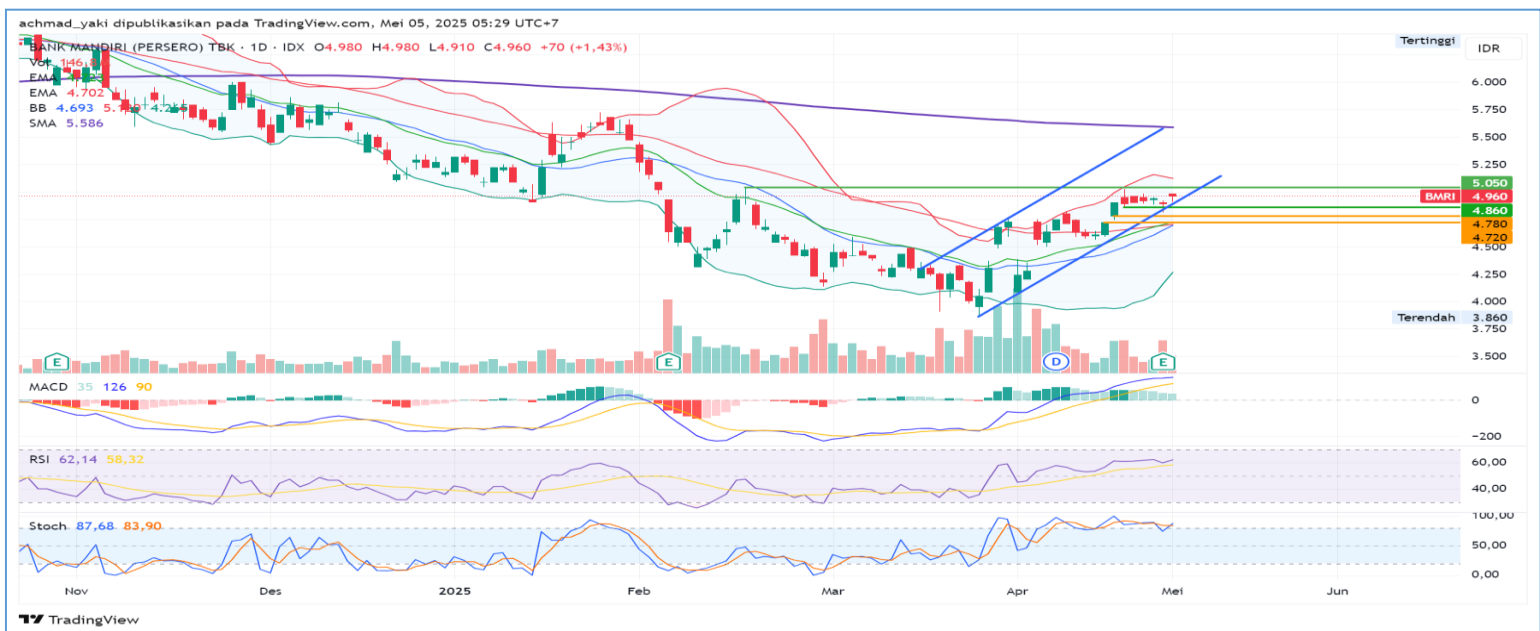 achmad_yaki dipublikasikan pada TradingView.com, Mei 05, 2025 05:29 UTC+7
BANK MANDIRI (PERSERO) TBK · 1D · IDX O4.980 H4.980 L4.910 C4.960 +70 (+1,43%)
Vol
EMA
EMA 4.702
BB 4.693
SMA 5.586
Tertinggi
IDR
6.000
5.750
5.500
5.250
5.050
BMRI 4.960
4.860
4.780
4.720
4.500
4.250
4.000
Terendah 3.860
3.750
3.500
E
E
D
E
MACD 35 126 90
0
−200
RSI 62,14 58,32
60,00
40,00
Stoch 87,68 83,90
100,00
50,00
0,00
Nov Des 2025 Feb Mar Apr Mei Jun
TradingView